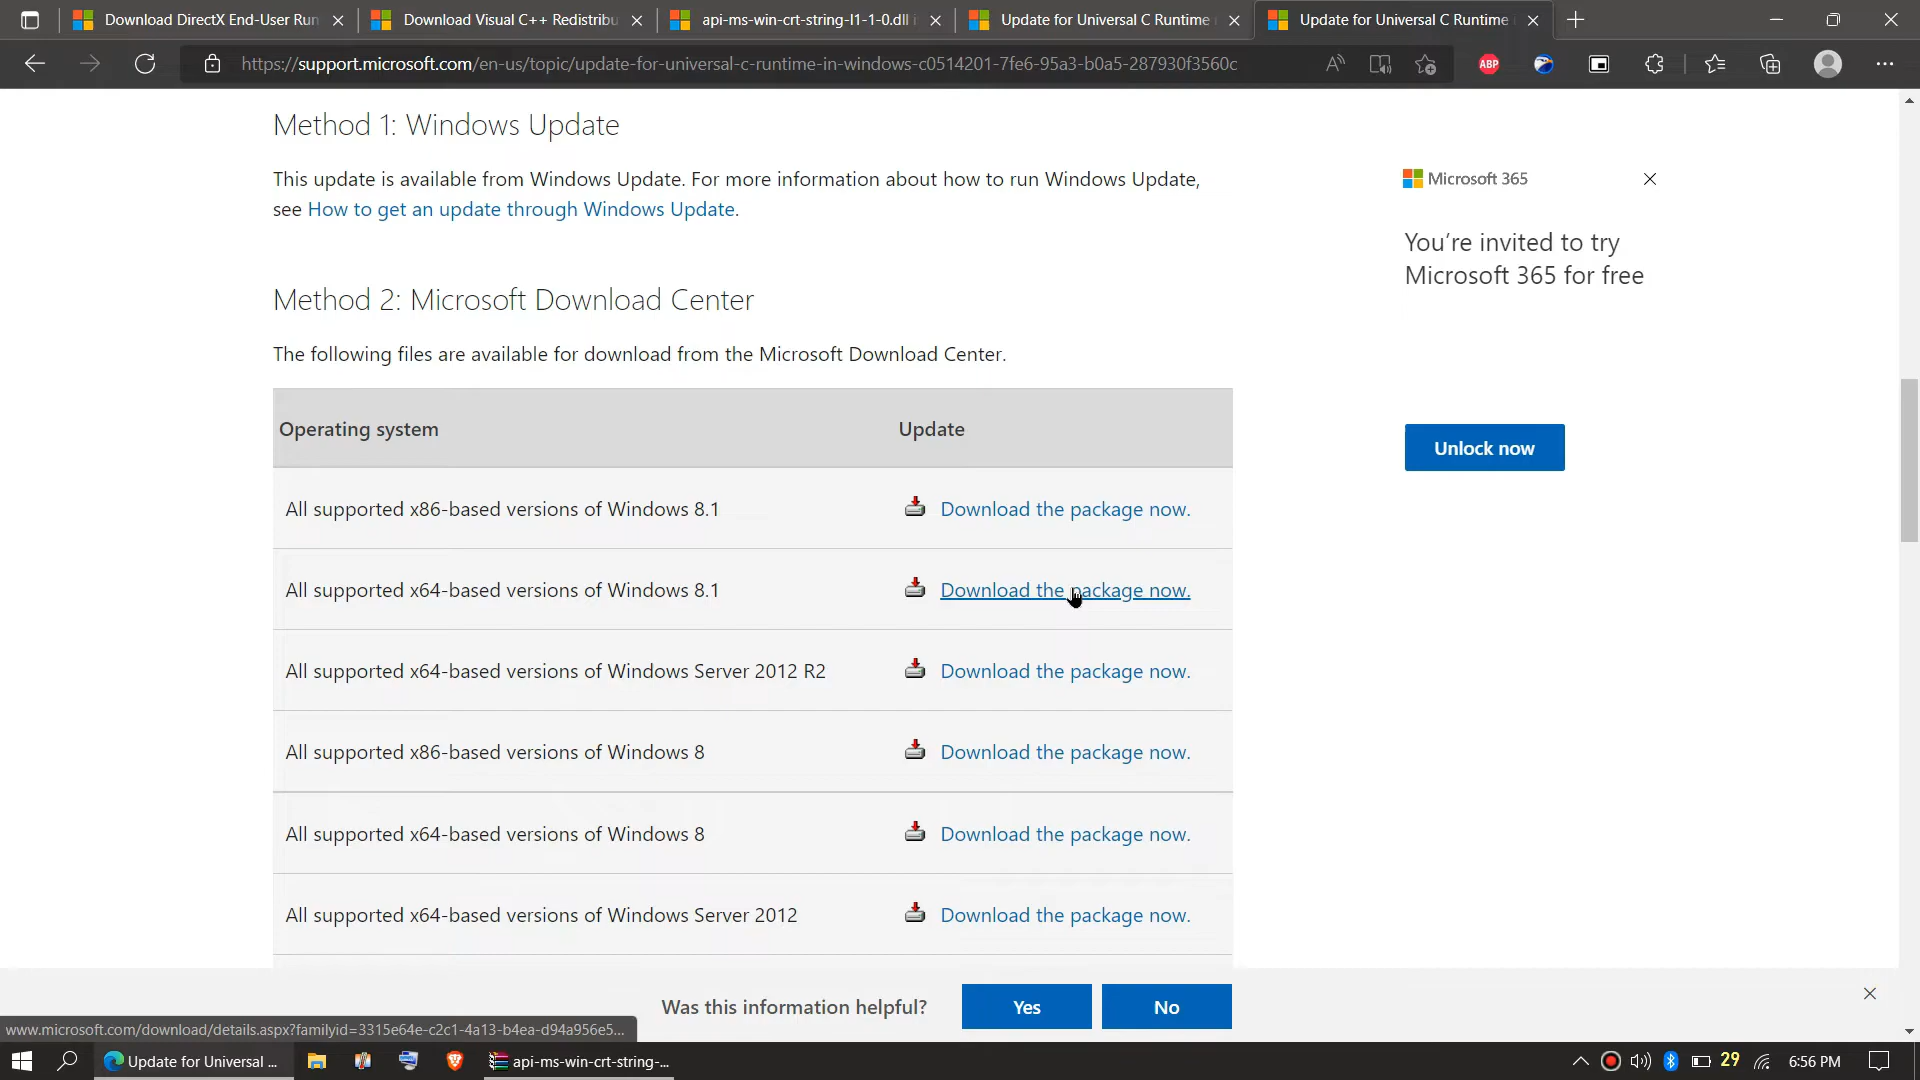 Download DirectX End-User Run
Download Visual C++ Redistribu
api-ms-win-crt-string-l1-1-0.dll i
Update for Universal C Runtime i
Update for Universal C Runtime i
https://support.microsoft.com/en-us/topic/update-for-universal-c-runtime-in-windows-c0514201-7fe6-95a3-b0a5-287930f3560c
ABP
Method 1: Windows Update
This update is available from Windows Update. For more information about how to run Windows Update,
see How to get an update through Windows Update.
Microsoft 365
You're invited to try
Microsoft 365 for free
Unlock now
Method 2: Microsoft Download Center
The following files are available for download from the Microsoft Download Center.
Operating system Update
All supported x86-based versions of Windows 8.1 Download the package now.
All supported x64-based versions of Windows 8.1 Download the package now.
All supported x64-based versions of Windows Server 2012 R2 Download the package now.
All supported x86-based versions of Windows 8 Download the package now.
All supported x64-based versions of Windows 8 Download the package now.
All supported x64-based versions of Windows Server 2012 Download the package now.
Was this information helpful? Yes No
www.microsoft.com/download/details.aspx?familyid=3315e64e-c2c1-4a13-b4ea-d94a956e5...
Update for Universal ...
api-ms-win-crt-string-...
29
6:56 PM